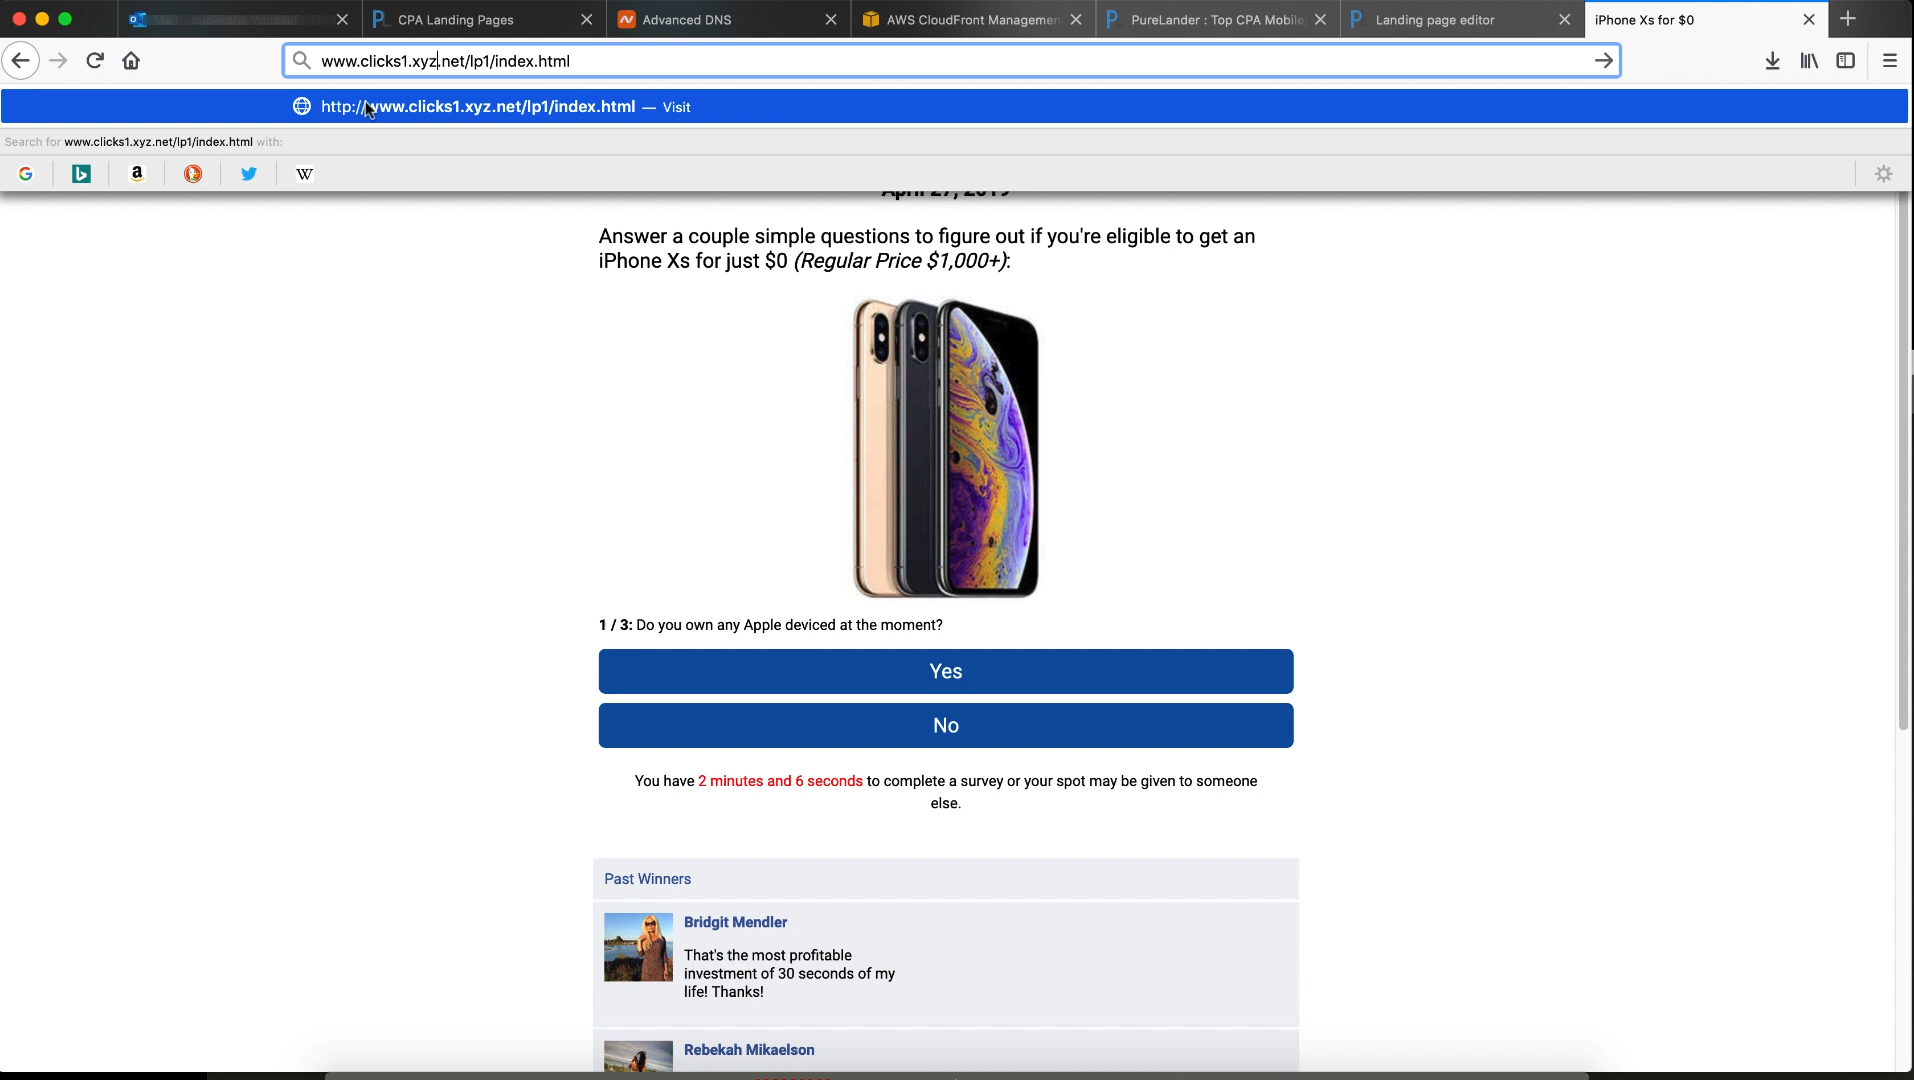 CPA Landing Pages
Advanced DNS
AWS CloudFront Managemen
PureLander : Top CPA Mobile,
Landing page editor
iPhone Xs for $0
www.clicks1.xyz.net/lp1/index.html
http://www.clicks1.xyz.net/lp1/index.html — Visit
Search for www.clicks1.xyz.net/lp1/index.html with:
April 27, 2019
Answer a couple simple questions to figure out if you're eligible to get an
iPhone Xs for just $0 (Regular Price $1,000+):
1 / 3: Do you own any Apple deviced at the moment?
Yes
No
You have 2 minutes and 6 seconds to complete a survey or your spot may be given to someone
else.
Past Winners
Bridgit Mendler
That's the most profitable
investment of 30 seconds of my
life! Thanks!
Rebekah Mikaelson